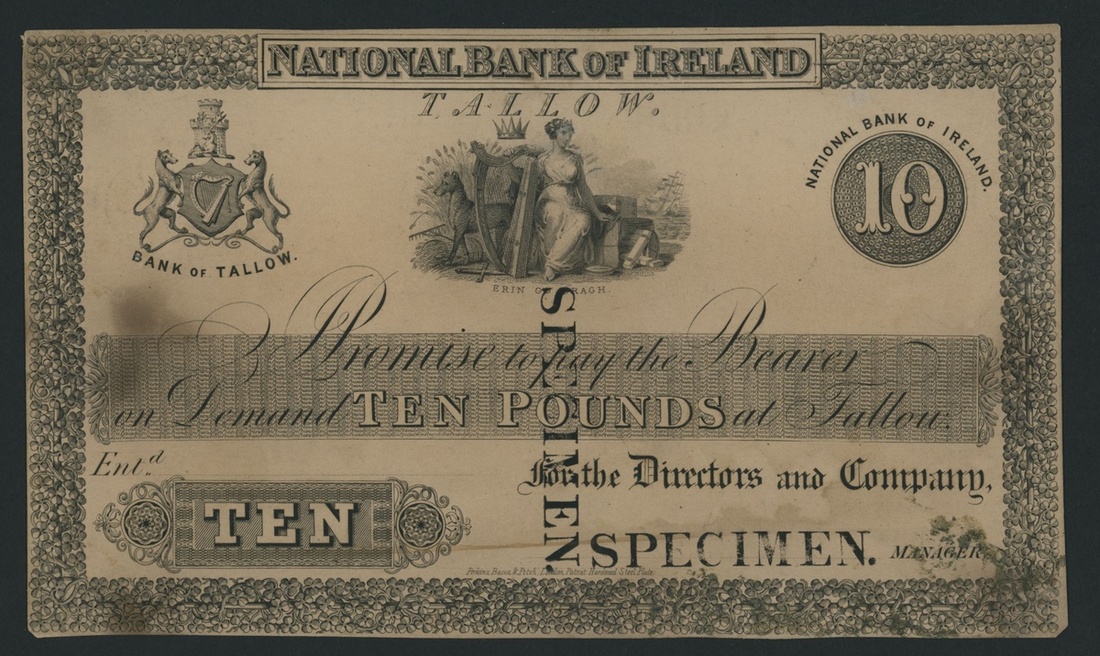 NATIONAL BANK OF IRELAND
TALLOW.
NATIONAL BANK OF IRELAND.
10
BANK OF TALLOW.
ERIN GO BRAGH.
I Promise to pay the Bearer
on Demand TEN POUNDS at Tallow.
SPECIMEN
Ent.d
For the Directors and Company,
TEN
SPECIMEN. MANAGER.
Perkins, Bacon, & Petch, London, Patent Hardened Steel Plate.